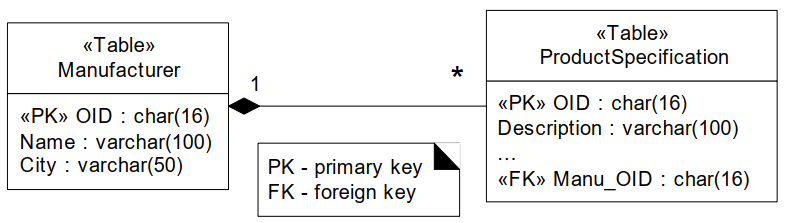 «Table»
Manufacturer
«PK» OID : char(16)
Name : varchar(100)
City : varchar(50)
1
*
«Table»
ProductSpecification
«PK» OID : char(16)
Description : varchar(100)
...
«FK» Manu_OID : char(16)
PK - primary key
FK - foreign key